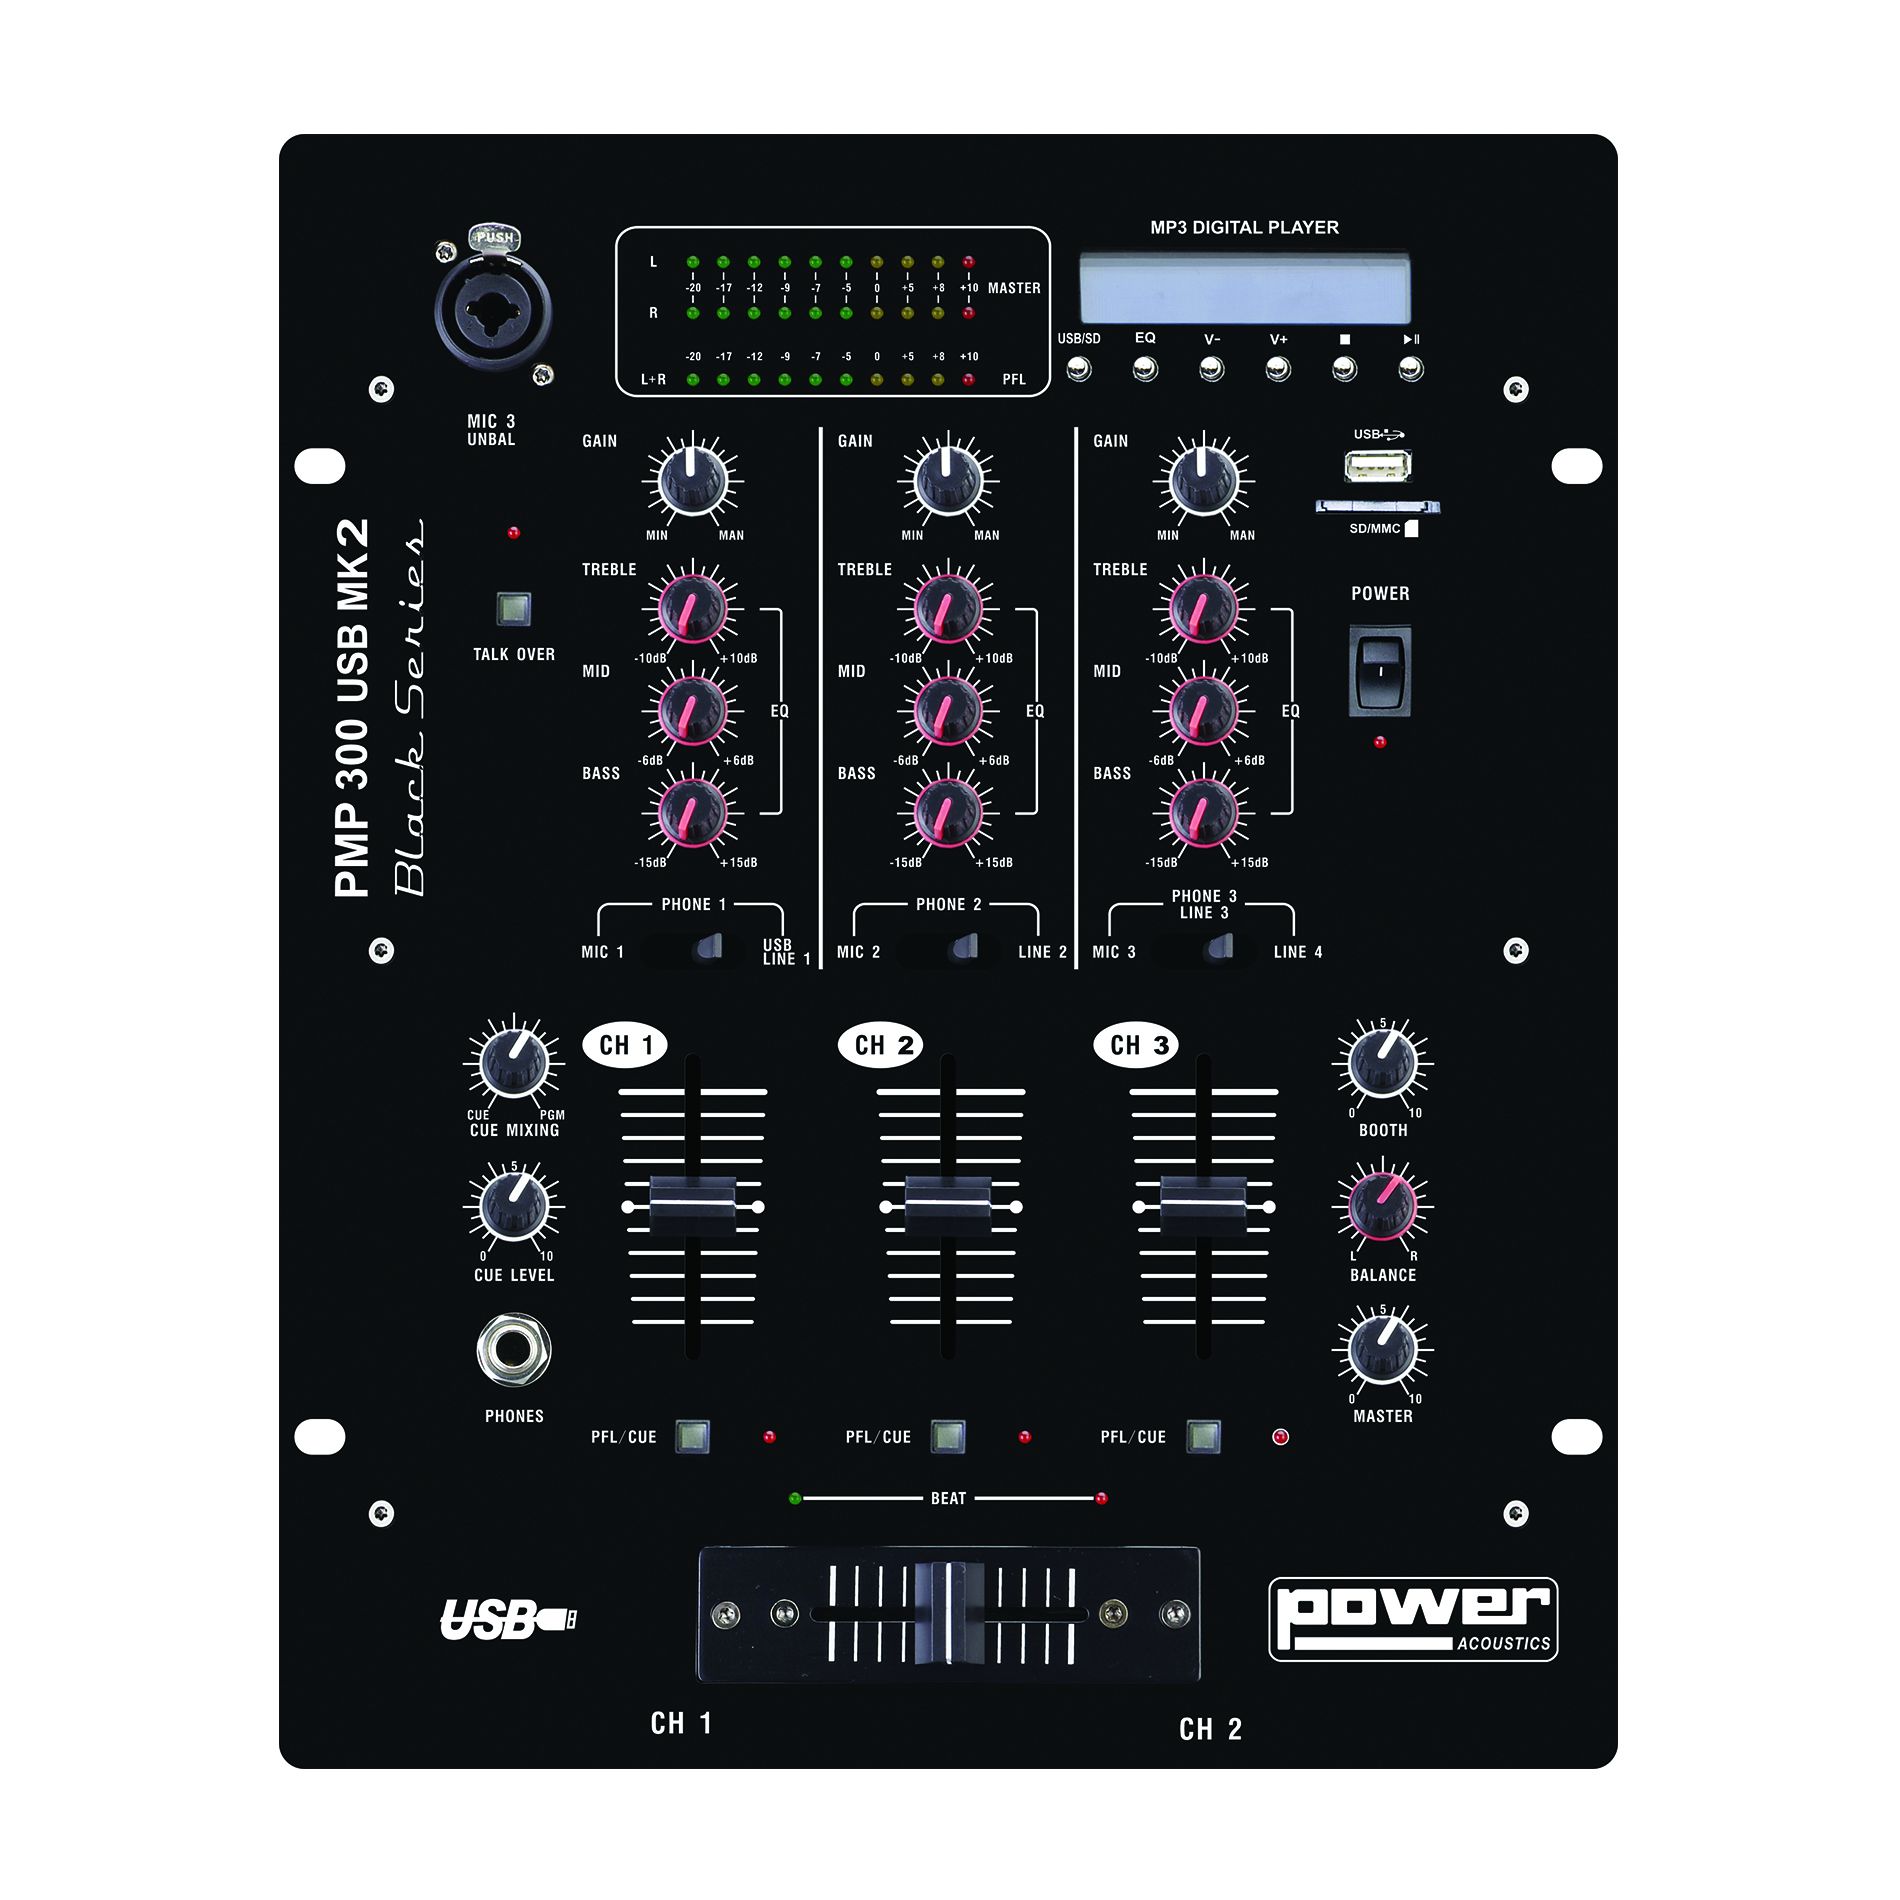 PUSH
MIC 3
UNBAL
L
-20 -17 -12 -9 -7 -5 0 +5 +8 +10 MASTER
R
-20 -17 -12 -9 -7 -5 0 +5 +8 +10
L+R PFL
MP3 DIGITAL PLAYER
USB/SD EQ V- V+
USB
SD/MMC
POWER
I
PMP 300 USB MK2
Black Series
TALK OVER
GAIN
MIN MAN
TREBLE
-10dB +10dB
MID
EQ
-6dB +6dB
BASS
-15dB +15dB
PHONE 1
MIC 1
USB
LINE 1
GAIN
MIN MAN
TREBLE
-10dB +10dB
MID
EQ
-6dB +6dB
BASS
-15dB +15dB
PHONE 2
MIC 2 LINE 2
GAIN
MIN MAN
TREBLE
-10dB +10dB
MID
EQ
-6dB +6dB
BASS
-15dB +15dB
PHONE 3
LINE 3
MIC 3 LINE 4
CUE PGM
CUE MIXING
5
0 10
CUE LEVEL
PHONES
CH 1
CH 2
CH 3
5
0 10
BOOTH
L R
BALANCE
5
0 10
MASTER
PFL/CUE
PFL/CUE
PFL/CUE
BEAT
USB
power
ACOUSTICS
CH 1
CH 2